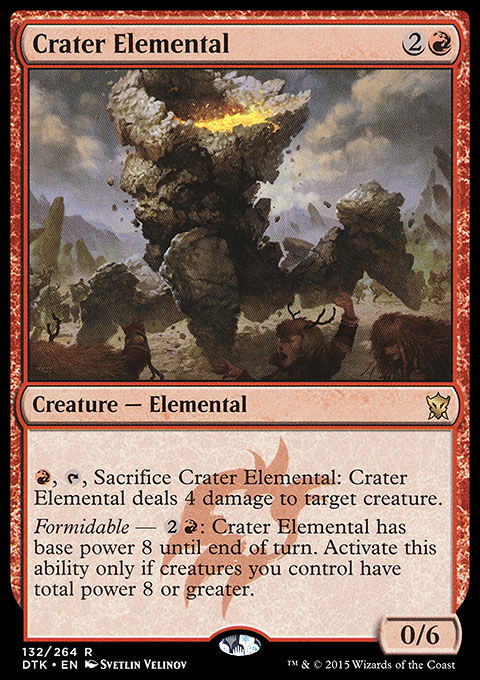 Crater Elemental 2
Creature — Elemental
, , Sacrifice Crater Elemental: Crater
Elemental deals 4 damage to target creature.
Formidable — 2 : Crater Elemental has
base power 8 until end of turn. Activate this
ability only if creatures you control have
total power 8 or greater.
0/6
132/264 R
DTK • EN Svetlin Velinov
™ & © 2015 Wizards of the Coast